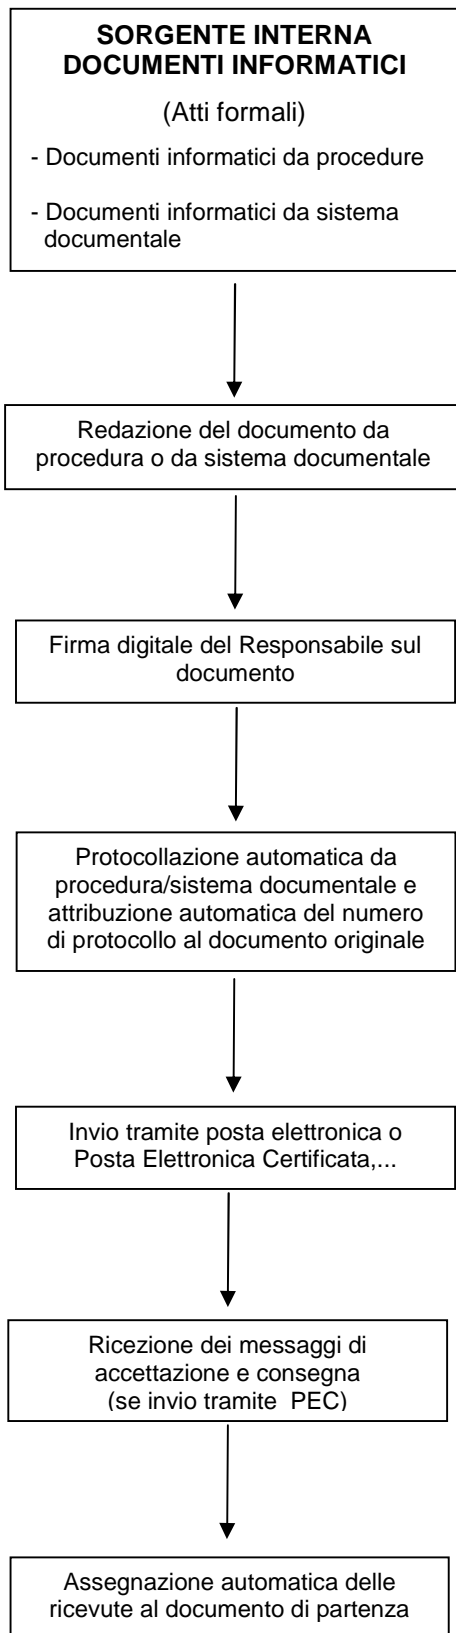 SORGENTE INTERNA
DOCUMENTI INFORMATICI
(Atti formali)
- Documenti informatici da procedure
- Documenti informatici da sistema
documentale
Redazione del documento da
procedura o da sistema documentale
Firma digitale del Responsabile sul
documento
Protocollazione automatica da
procedura/sistema documentale e
attribuzione automatica del numero
di protocollo al documento originale
Invio tramite posta elettronica o
Posta Elettronica Certificata,...
Ricezione dei messaggi di
accettazione e consegna
(se invio tramite PEC)
Assegnazione automatica delle
ricevute al documento di partenza